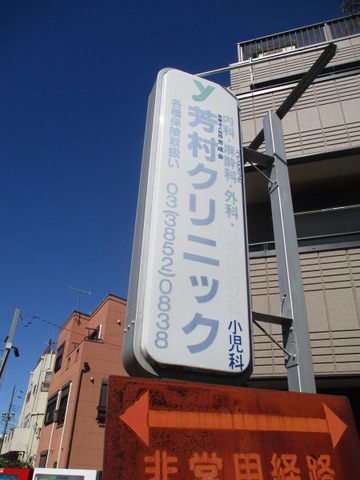 y
内科・麻酔科・外科・
小児科
芳村クリニック
各種保険取扱い
03(3852)0838
非常用経路